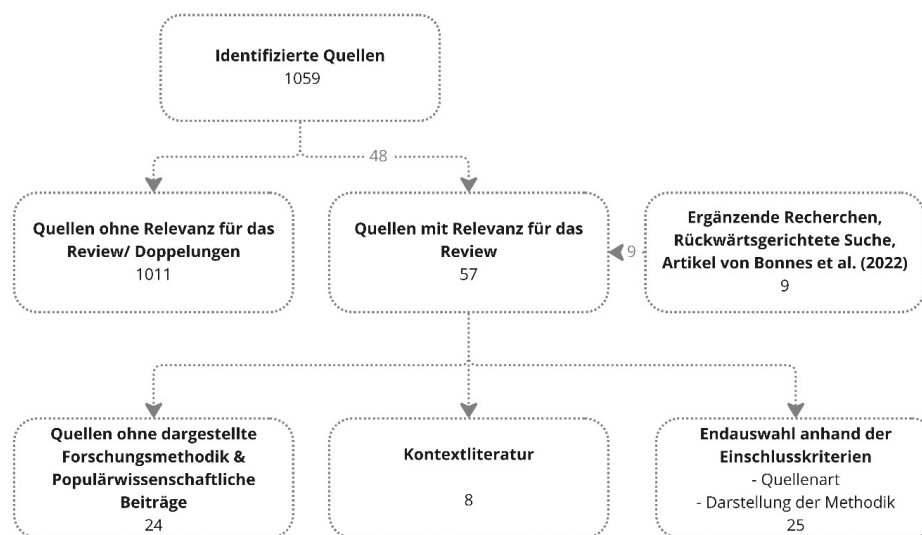 Identifizierte Quellen
1059
48
Quellen ohne Relevanz für das
Review/ Doppelungen
1011
Quellen mit Relevanz für das
Review
57
9
Ergänzende Recherchen,
Rückwärtsgerichtete Suche,
Artikel von Bonnes et al. (2022)
9
Quellen ohne dargestellte
Forschungsmethodik &
Populärwissenschaftliche
Beiträge
24
Kontextliteratur
8
Endauswahl anhand der
Einschlusskriterien
- Quellenart
- Darstellung der Methodik
25